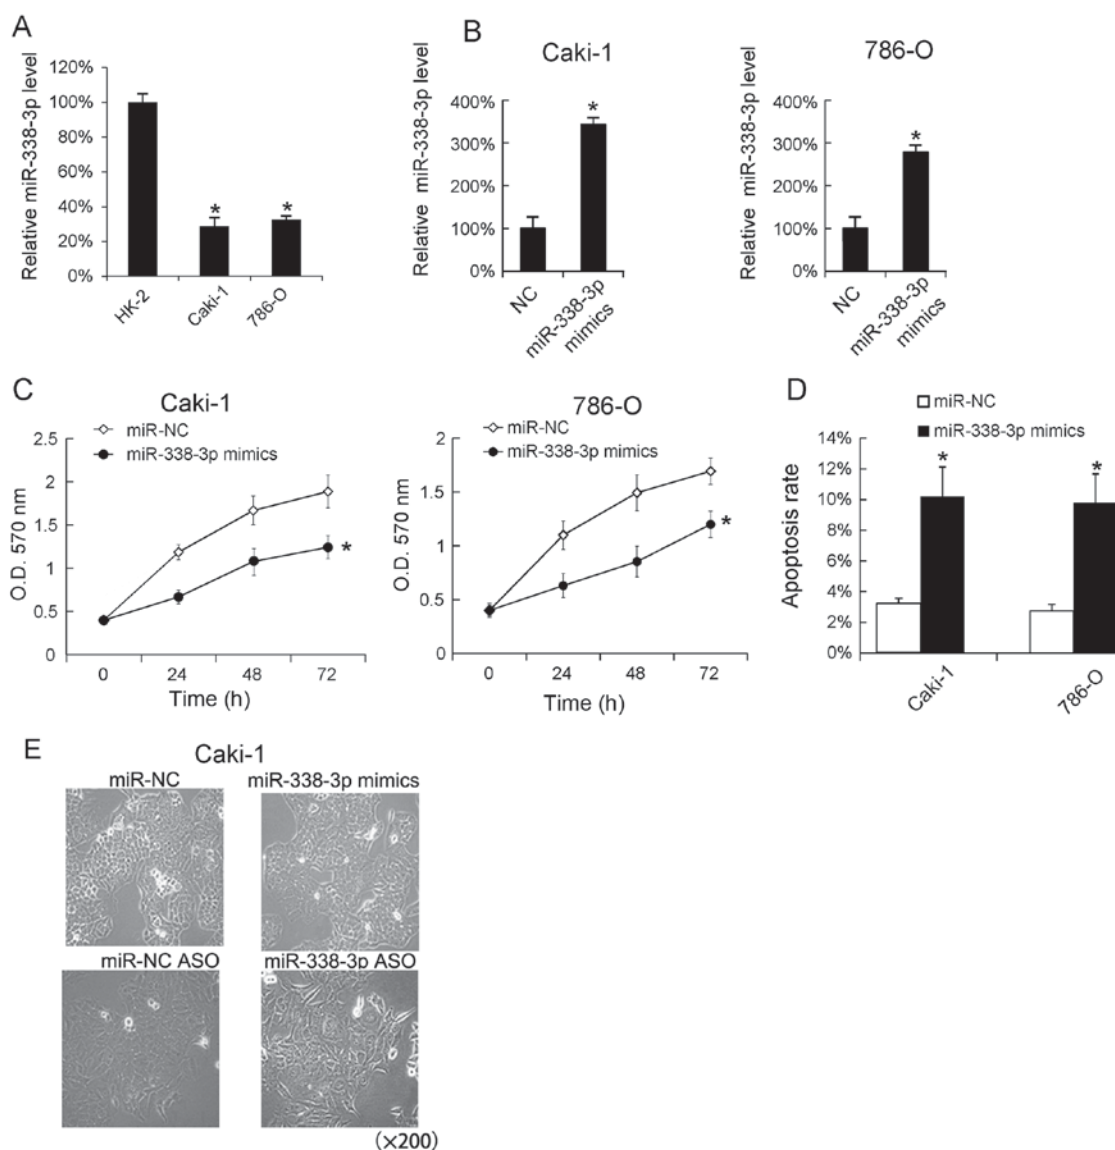 A
Relative miR-338-3p level
120%
100%
80%
60%
40%
20%
0%
*
*
HK-2
Caki-1
786-O
B
Caki-1
Relative miR-338-3p level
400%
300%
200%
100%
0%
*
NC
miR-338-3p
mimics
786-O
Relative miR-338-3p level
400%
300%
200%
100%
0%
*
NC
miR-338-3p
mimics
C
Caki-1
miR-NC
miR-338-3p mimics
O.D. 570 nm
2.5
2
1.5
1
0.5
0
*
0 24 48 72
Time (h)
786-O
miR-NC
miR-338-3p mimics
O.D. 570 nm
2
1.5
1
0.5
0
*
0 24 48 72
Time (h)
D
miR-NC
miR-338-3p mimics
Apoptosis rate
14%
12%
10%
8%
6%
4%
2%
0%
*
*
Caki-1
786-O
E
Caki-1
miR-NC
miR-338-3p mimics
miR-NC ASO
miR-338-3p ASO
(×200)